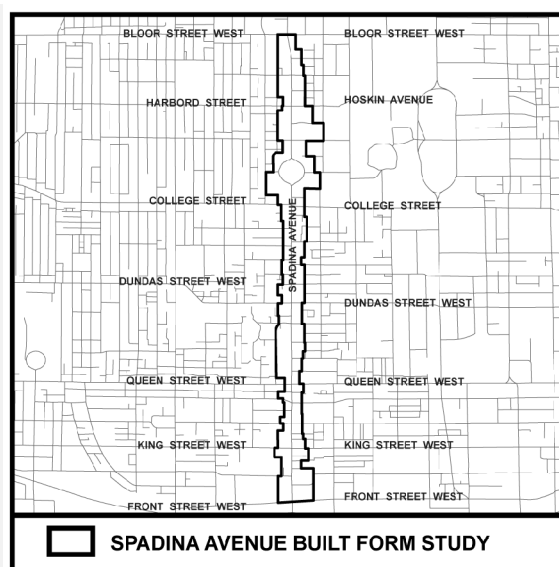 BLOOR STREET WEST
BLOOR STREET WEST
HARBORD STREET
HOSKIN AVENUE
COLLEGE STREET
COLLEGE STREET
SPADINA AVENUE
DUNDAS STREET WEST
DUNDAS STREET WEST
QUEEN STREET WEST
QUEEN STREET WEST
KING STREET WEST
KING STREET WEST
FRONT STREET WEST
FRONT STREET WEST
SPADINA AVENUE BUILT FORM STUDY